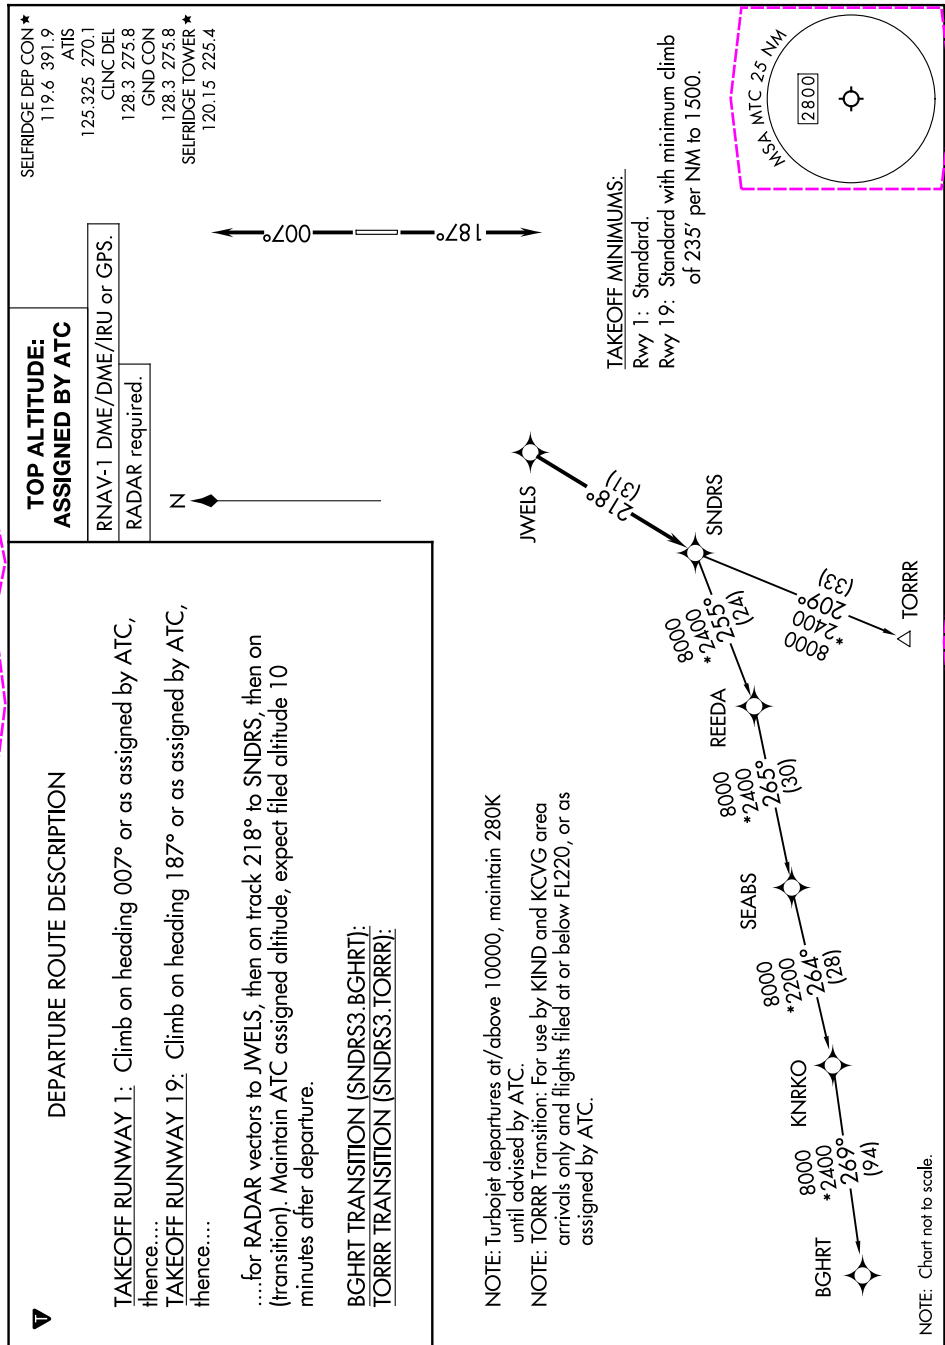 DEPARTURE ROUTE DESCRIPTION
T
TAKEOFF RUNWAY 1: Climb on heading 007° or as assigned by ATC,
thence....
TAKEOFF RUNWAY 19: Climb on heading 187° or as assigned by ATC,
thence....
....for RADAR vectors to JWELS, then on track 218° to SNDRS, then on
(transition). Maintain ATC assigned altitude, expect filed altitude 10
minutes after departure.
BGHRT TRANSITION (SNDRS3.BGHRT):
TORRR TRANSITION (SNDRS3.TORRR):
TOP ALTITUDE:
ASSIGNED BY ATC
RNAV-1 DME/DME/IRU or GPS.
RADAR required.
SELFRIDGE DEP CON ★
119.6 391.9
ATIS
125.325 270.1
CLNC DEL
128.3 275.8
GND CON
128.3 275.8
SELFRIDGE TOWER ★
120.15 225.4
N
007°
187°
NOTE: Turbojet departures at/above 10000, maintain 280K
until advised by ATC.
NOTE: TORRR Transition: For use by KIND and KCVG area
arrivals only and flights filed at or below FL220, or as
assigned by ATC.
TAKEOFF MINIMUMS:
Rwy 1: Standard.
Rwy 19: Standard with minimum climb
of 235' per NM to 1500.
MSA MTC 25 NM
2800
JWELS
218°
(31)
SNDRS
8000
*2400
255°
(24)
8000
*2400
209°
(33)
TORRR
REEDA
8000
*2400
265°
(30)
SEABS
8000
*2200
264°
(28)
KNRKO
8000
*2400
269°
(94)
BGHRT
NOTE: Chart not to scale.